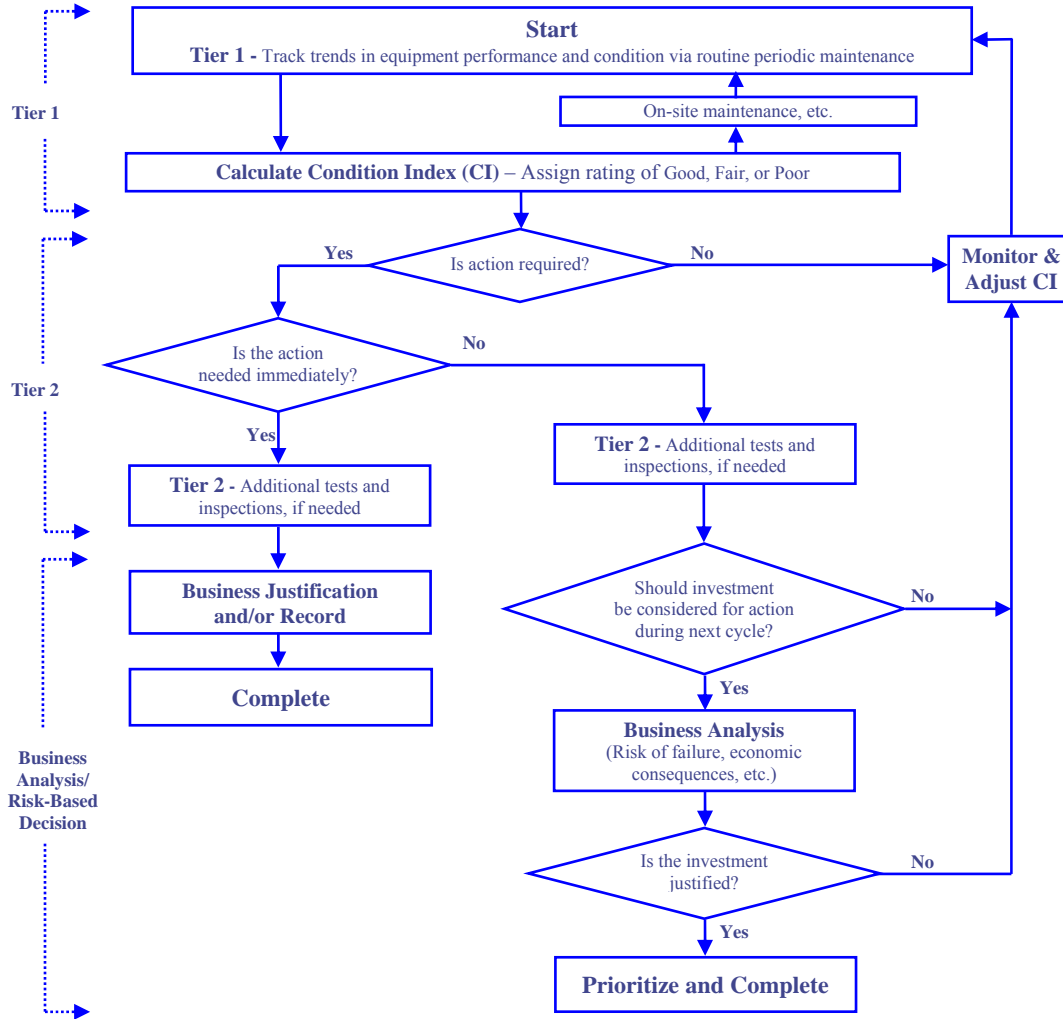 Start
Tier 1 - Track trends in equipment performance and condition via routine periodic maintenance
Tier 1
On-site maintenance, etc.
Calculate Condition Index (CI) – Assign rating of Good, Fair, or Poor
Yes
Is action required?
No
Monitor &
Adjust CI
Is the action
needed immediately?
No
Tier 2
Yes
Tier 2 - Additional tests and
inspections, if needed
Tier 2 - Additional tests and
inspections, if needed
Business Justification
and/or Record
Complete
Should investment
be considered for action
during next cycle?
No
Yes
Business
Analysis/
Risk-Based
Decision
Business Analysis
(Risk of failure, economic
consequences, etc.)
Is the investment
justified?
No
Yes
Prioritize and Complete